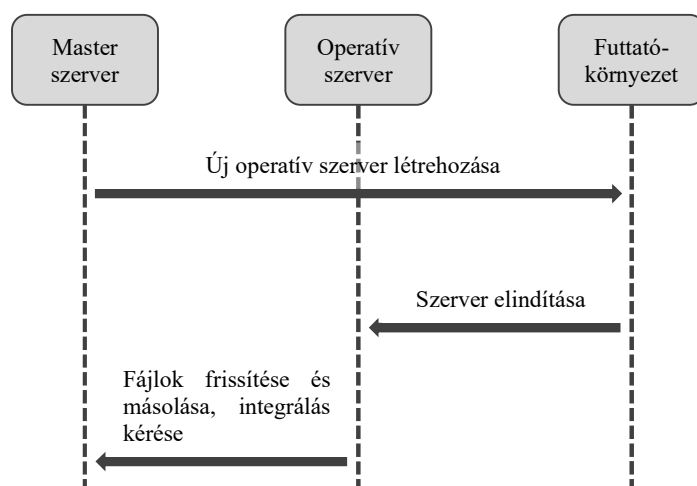 Master
szerver
Operatív
szerver
Futtató-
környezet
Új operatív szerver létrehozása
Szerver elindítása
Fájlok frissítése és
másolása, integrálás
kérése